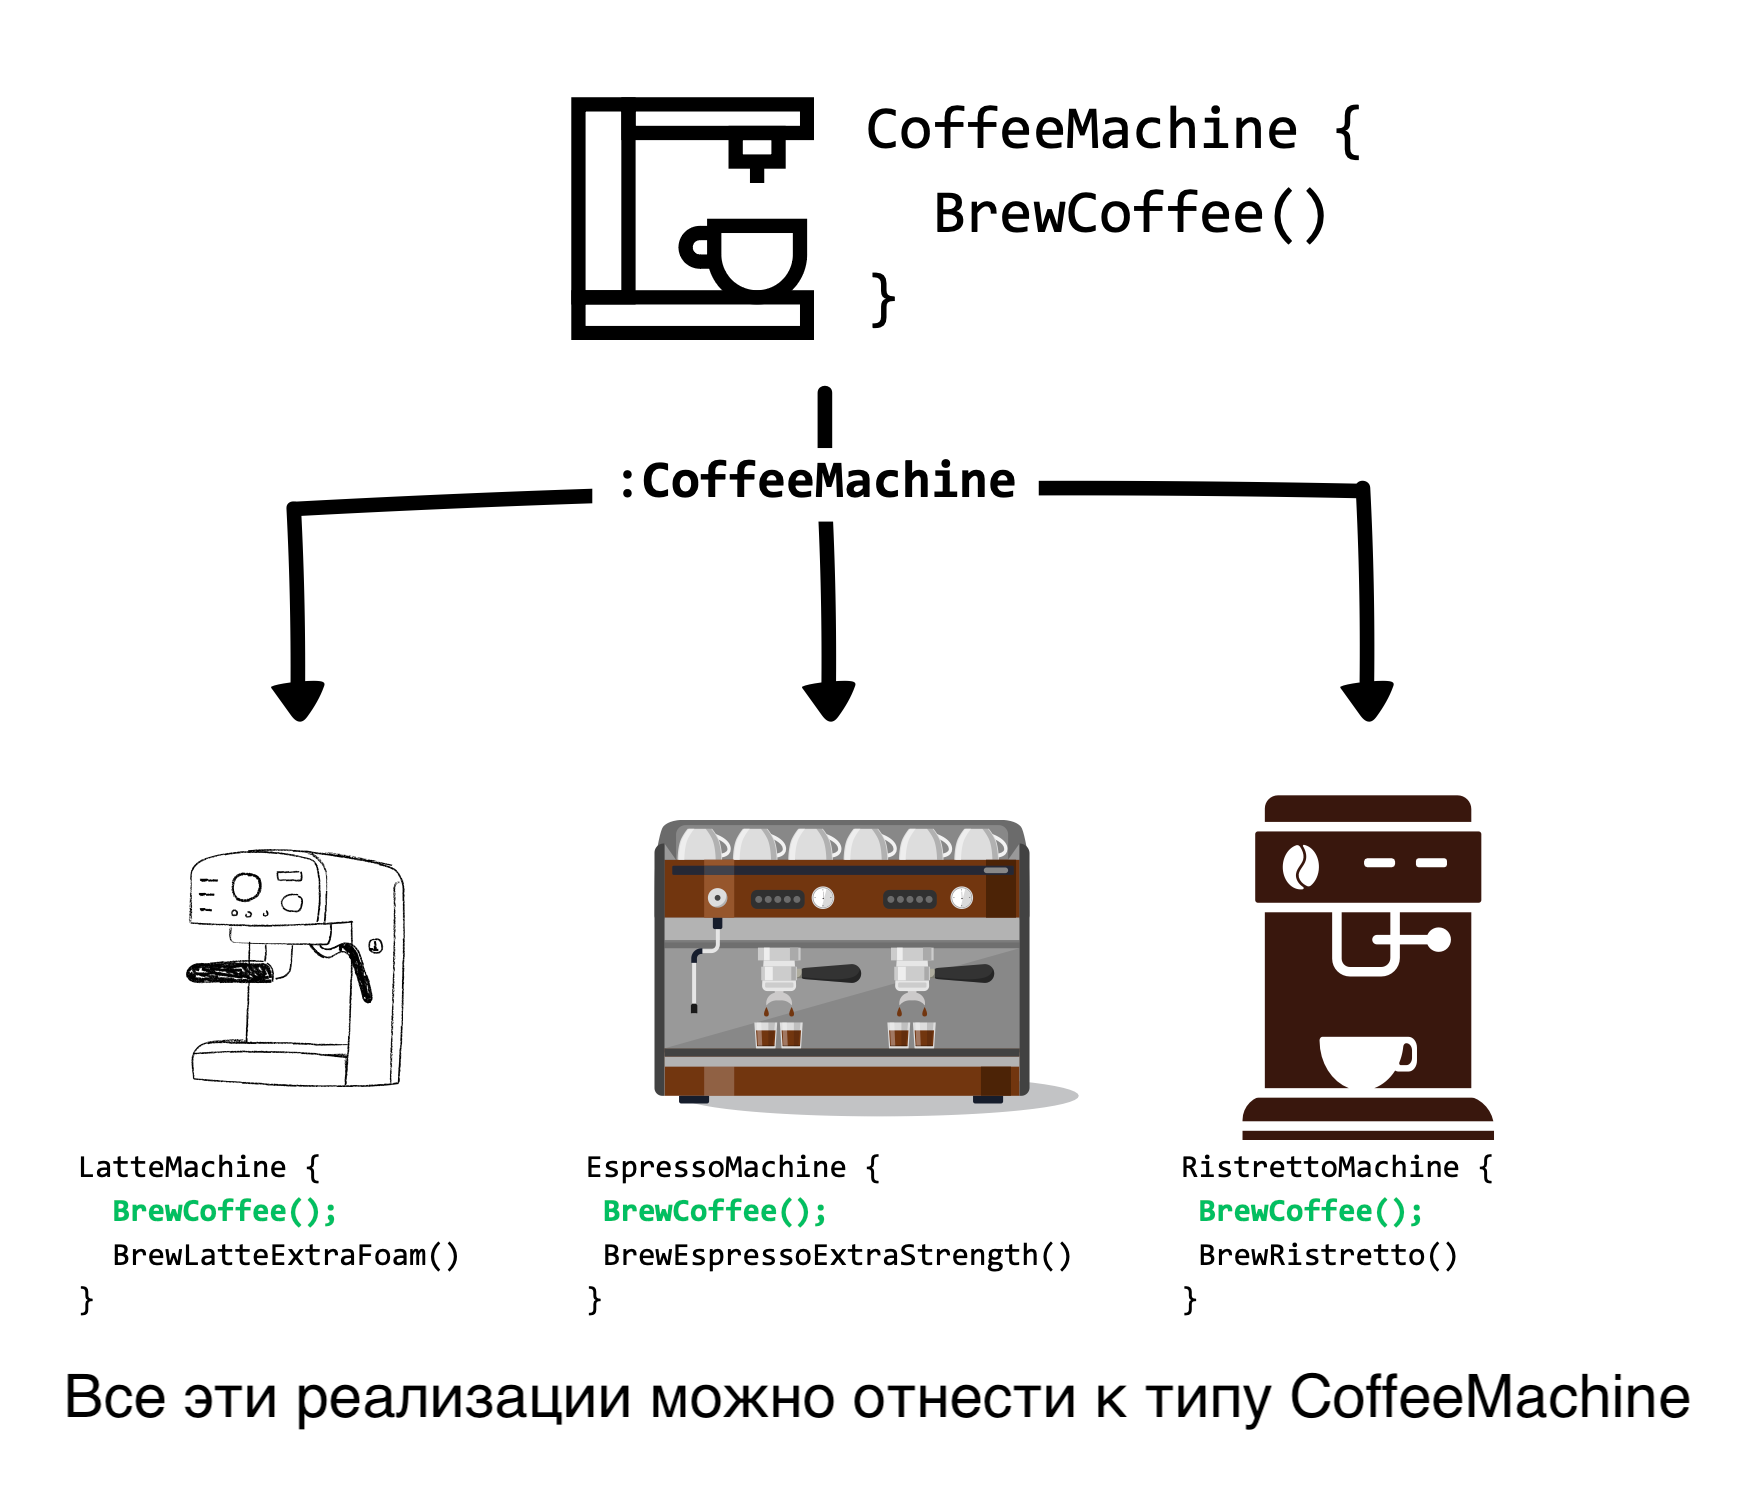 CoffeeMachine {
BrewCoffee()
}
:CoffeeMachine
LatteMachine {
BrewCoffee();
BrewLatteExtraFoam()
}
EspressoMachine {
BrewCoffee();
BrewEspressoExtraStrength()
}
RistrettoMachine {
BrewCoffee();
BrewRistretto()
}
Все эти реализации можно отнести к типу CoffeeMachine